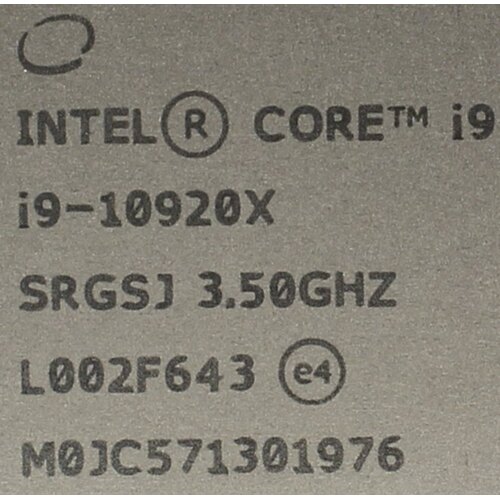 INTEL® CORE™ i9
i9-10920X
SRGSJ 3.50GHZ
L002F643 e4
M0JC571301976